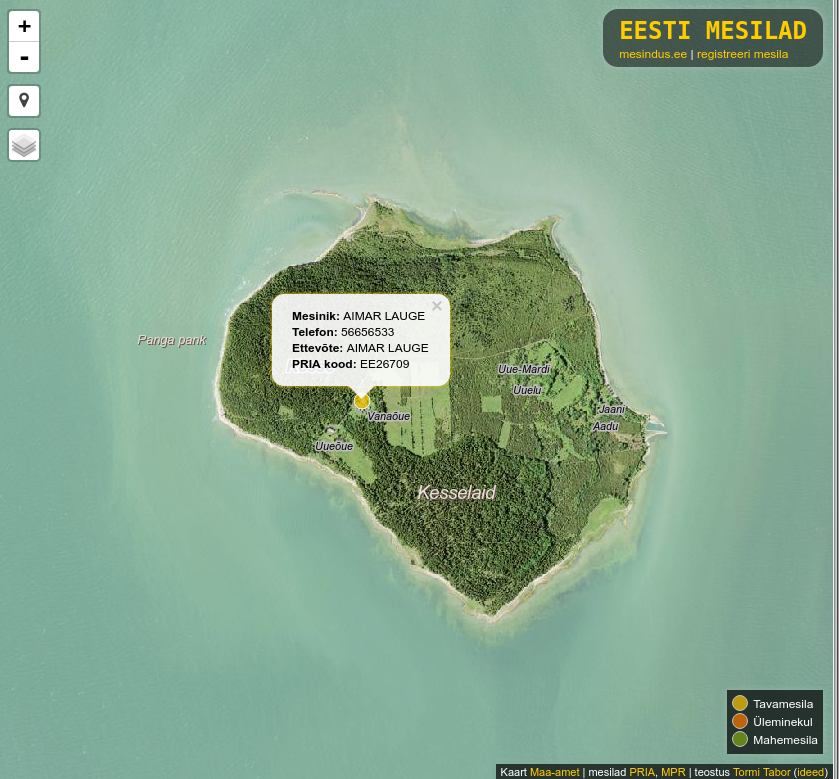 +
-
EESTI MESILAD
mesindus.ee | registreeri mesila
Mesinik: AIMAR LAUGE
Telefon: 56656533
Ettevõte: AIMAR LAUGE
PRIA kood: EE26709
×
Panga pank
Uue-Mardi
Uuelu
Jaani
Vanaõue
Aadu
Uueõue
Kesselaid
Tavamesila
Üleminekul
Mahemesila
Kaart Maa-amet | mesilad PRIA, MPR | teostus Tormi Tabor (ideed)